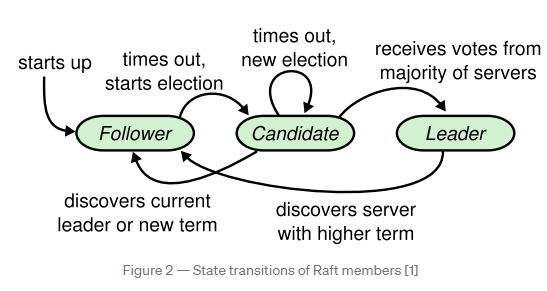 starts up
times out,
starts election
times out,
new election
receives votes from
majority of servers
Follower
Candidate
Leader
discovers current
leader or new term
discovers server
with higher term
Figure 2 — State transitions of Raft members [1]